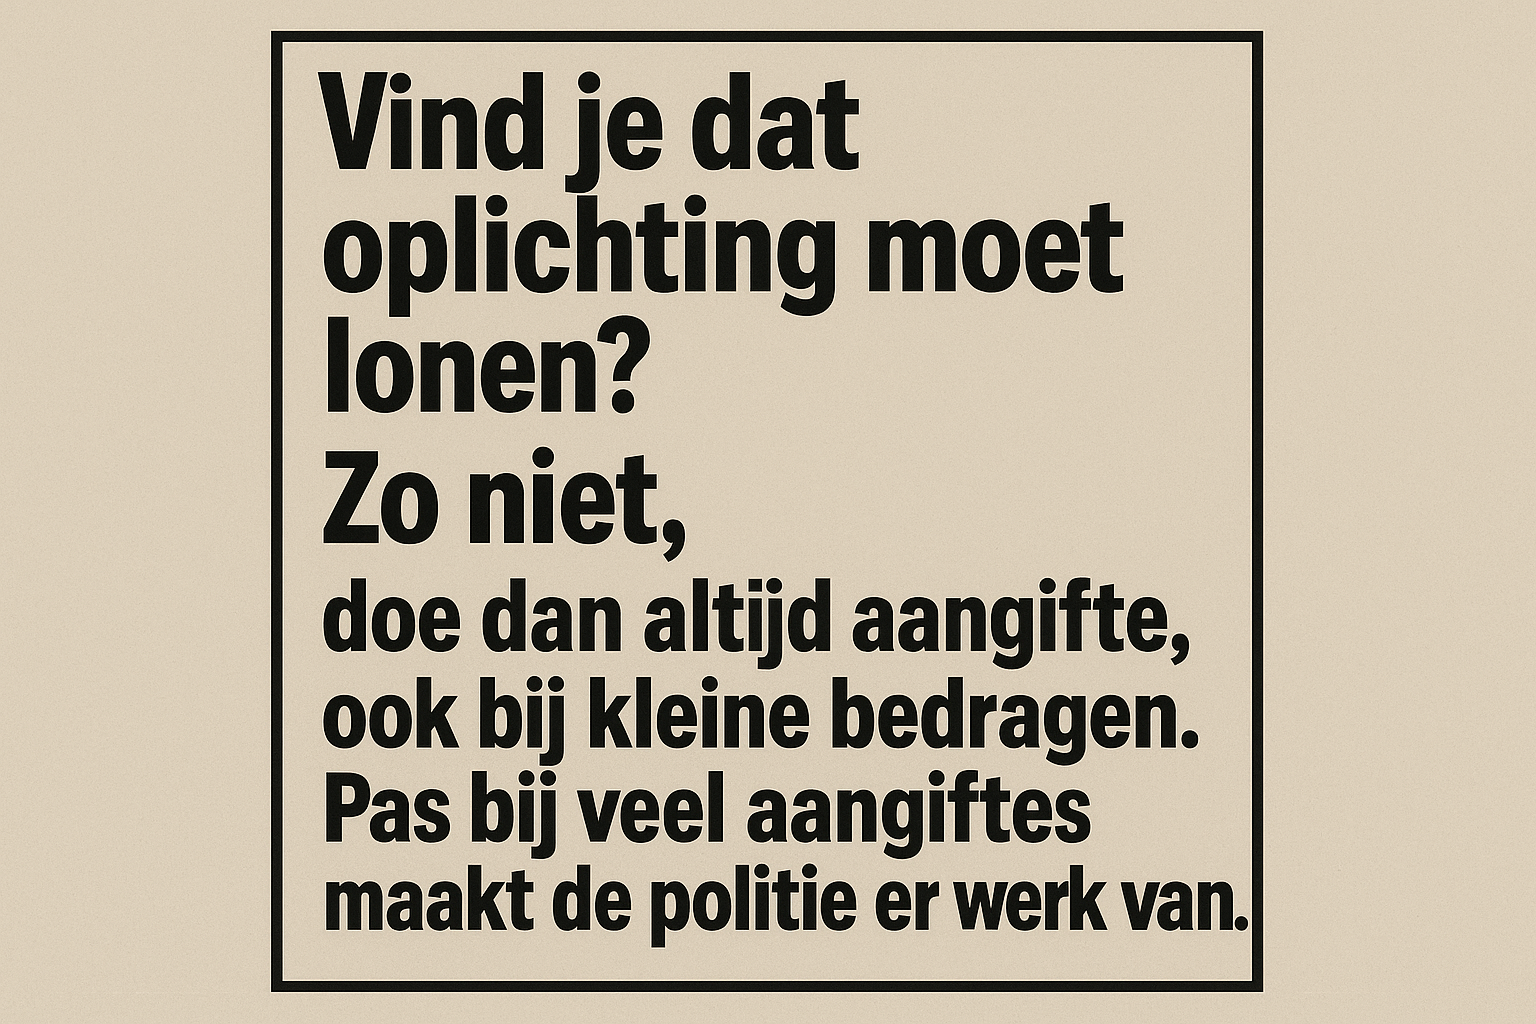 Vind je dat
oplichting moet
lonen?
Zo niet,
doe dan altijd aangifte,
ook bij kleine bedragen.
Pas bij veel aangiftes
maakt de politie er werk van.